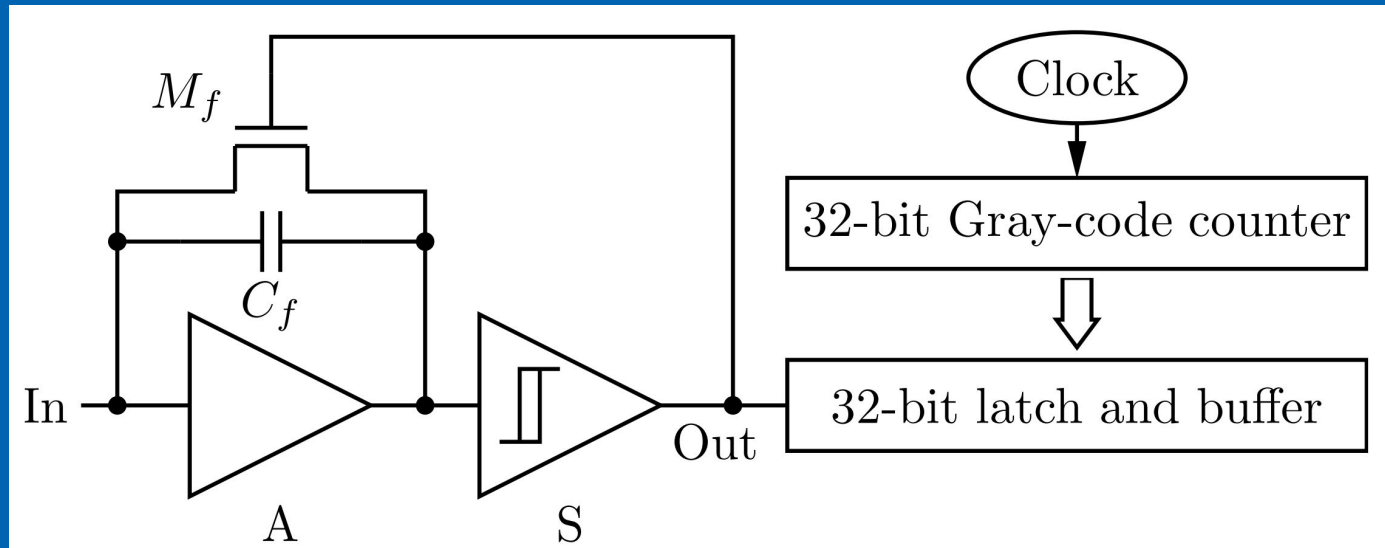 M_f
C_f
In
A
S
Out
Clock
32-bit Gray-code counter
32-bit latch and buffer